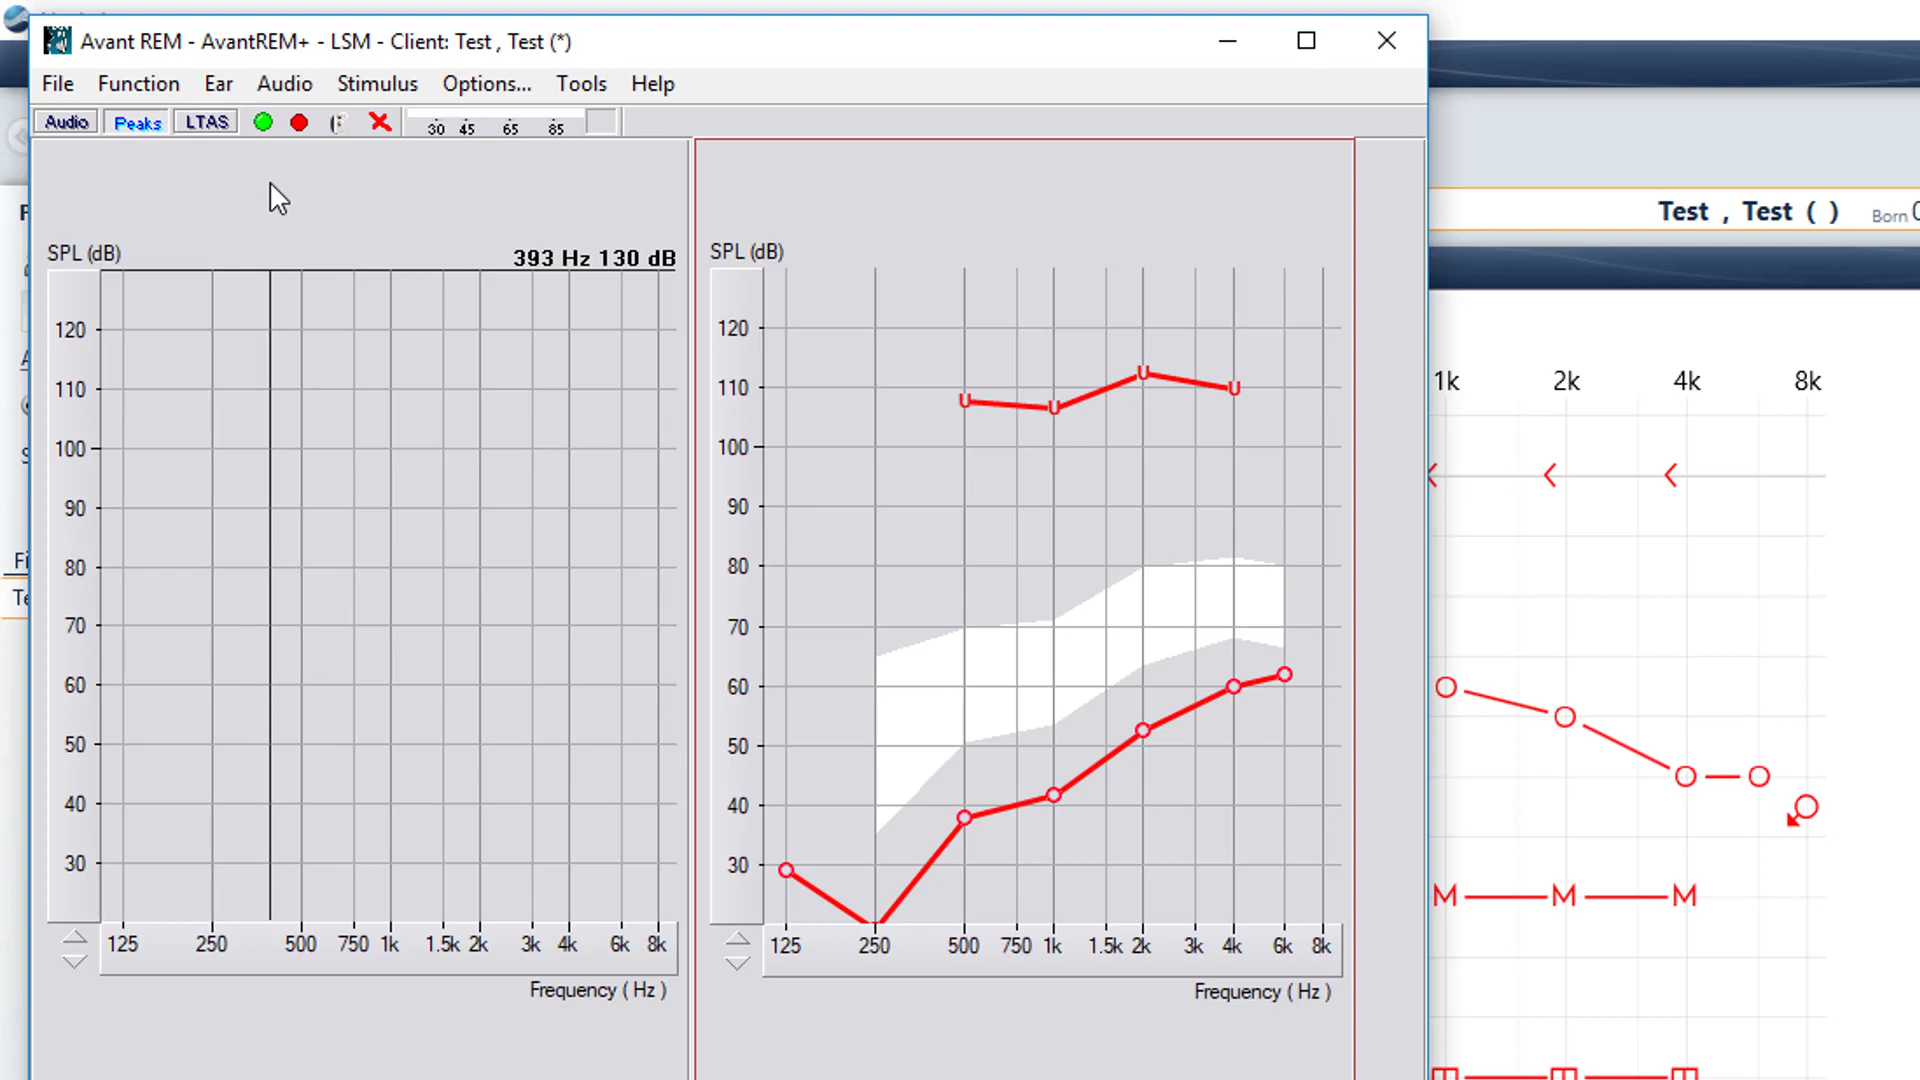 Avant REM - AvantREM+ - LSM - Client: Test , Test (*)
File Function Ear Audio Stimulus Options... Tools Help
Audio Peaks LTAS 30 45 65 85
Test , Test ( ) Born
SPL (dB) 393 Hz 130 dB
120
110
100
90
80
70
60
50
40
30
125 250 500 750 1k 1.5k 2k 3k 4k 6k 8k
Frequency ( Hz )
SPL (dB)
120
110
100
90
80
70
60
50
40
30
U U U U
125 250 500 750 1k 1.5k 2k 3k 4k 6k 8k
Frequency ( Hz )
1k 2k 4k 8k
M M M